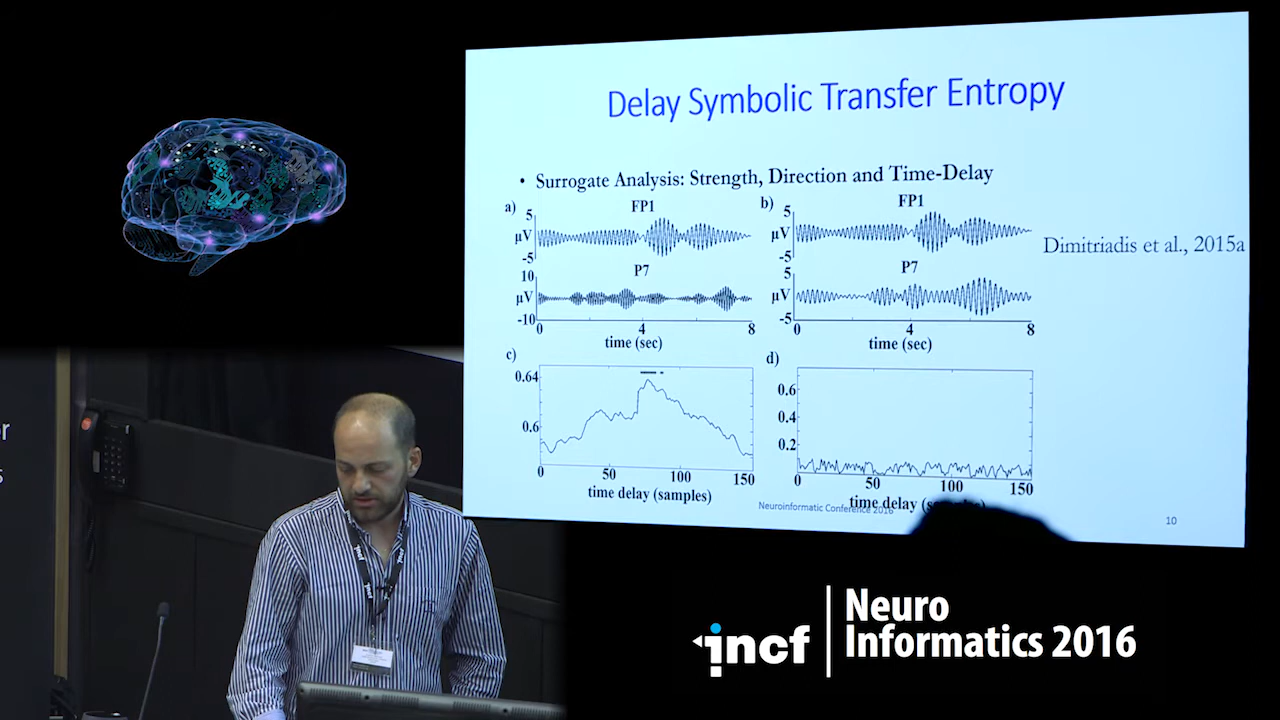 Delay Symbolic Transfer Entropy
• Surrogate Analysis: Strength, Direction and Time-Delay
a)
FP1
5
μV
-5
P7
10
μV
-10
0 4 8
time (sec)
b)
FP1
5
μV
-5
P7
5
μV
-5
0 4 8
time (sec)
Dimitriadis et al., 2015a
c)
0.64
0.6
0 50 100 150
time delay (samples)
d)
0.6
0.4
0.2
0 50 100 150
time delay
Neuroinformatic Conference 2016
10
r
s
incf
Neuro
Informatics 2016